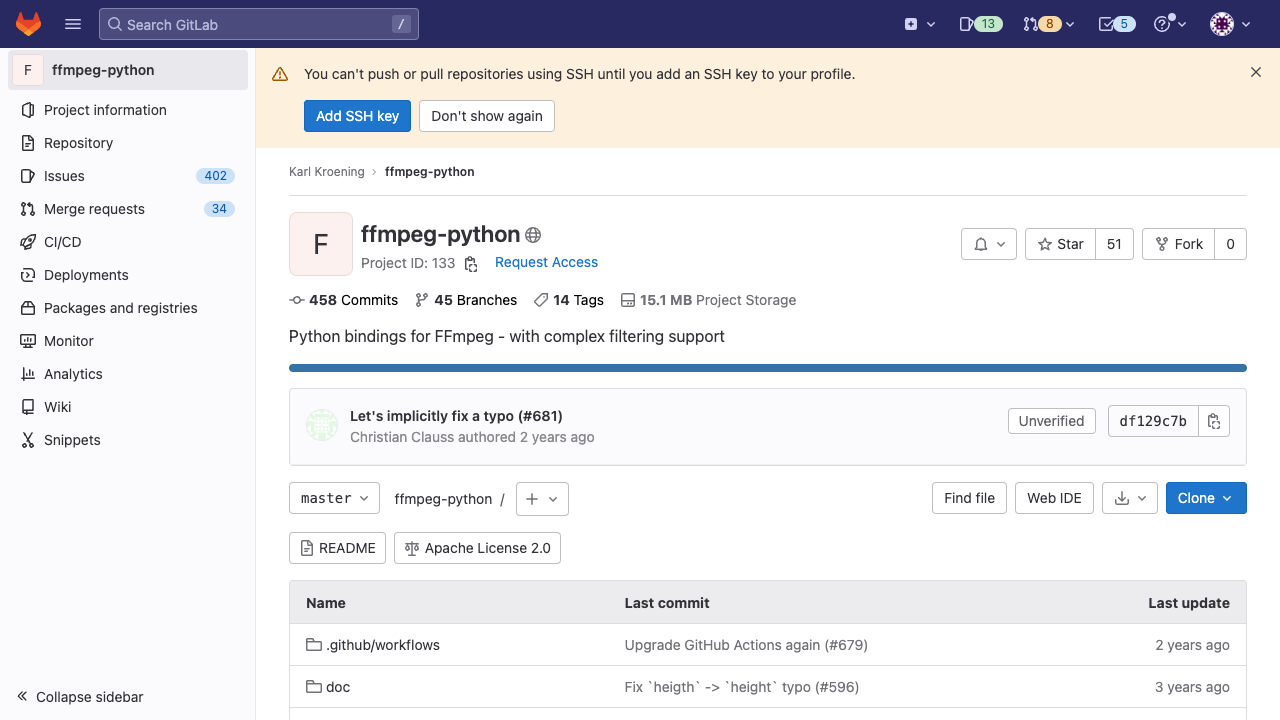 Search GitLab /
13
8
5
F ffmpeg-python
Project information
Repository
Issues 402
Merge requests 34
CI/CD
Deployments
Packages and registries
Monitor
Analytics
Wiki
Snippets
Collapse sidebar
You can't push or pull repositories using SSH until you add an SSH key to your profile.
Add SSH key Don't show again
Karl Kroening ffmpeg-python
F
ffmpeg-python
Project ID: 133 Request Access
Star 51 Fork 0
458 Commits 45 Branches 14 Tags 15.1 MB Project Storage
Python bindings for FFmpeg - with complex filtering support
Let's implicitly fix a typo (#681)
Christian Clauss authored 2 years ago
Unverified df129c7b
master ffmpeg-python /
Find file Web IDE Clone
README Apache License 2.0
Name Last commit Last update
.github/workflows Upgrade GitHub Actions again (#679) 2 years ago
doc Fix `heigth` -> `height` typo (#596) 3 years ago